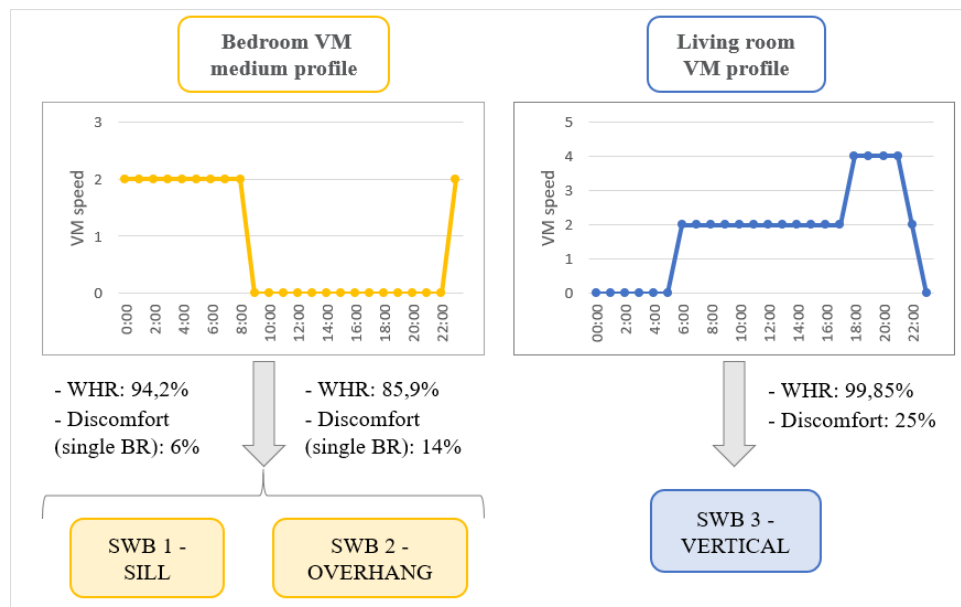 Bedroom VM
medium profile
Living room
VM profile
3
2
1
0
VM speed
0:00
2:00
4:00
6:00
8:00
10:00
12:00
14:00
16:00
18:00
20:00
22:00
5
4
3
2
1
0
VM speed
00:00
2:00
4:00
6:00
8:00
10:00
12:00
14:00
16:00
18:00
20:00
22:00
- WHR: 94,2%
- Discomfort
(single BR): 6%
- WHR: 85,9%
- Discomfort
(single BR): 14%
- WHR: 99,85%
- Discomfort: 25%
SWB 1 -
SILL
SWB 2 -
OVERHANG
SWB 3 -
VERTICAL